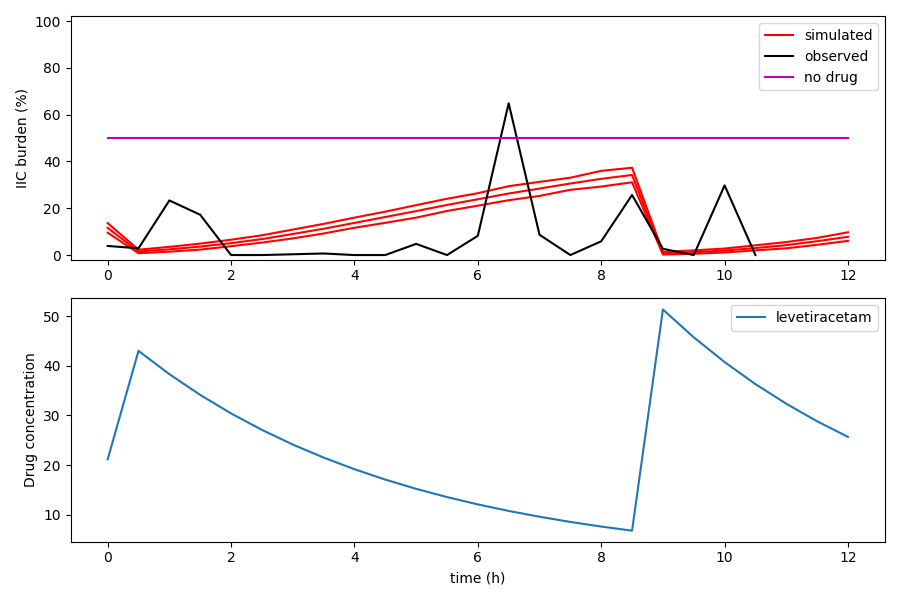 100
80
60
40
20
0
IIC burden (%)
simulated
observed
no drug
0 2 4 6 8 10 12
50
40
30
20
10
Drug concentration
levetiracetam
0 2 4 6 8 10 12
time (h)